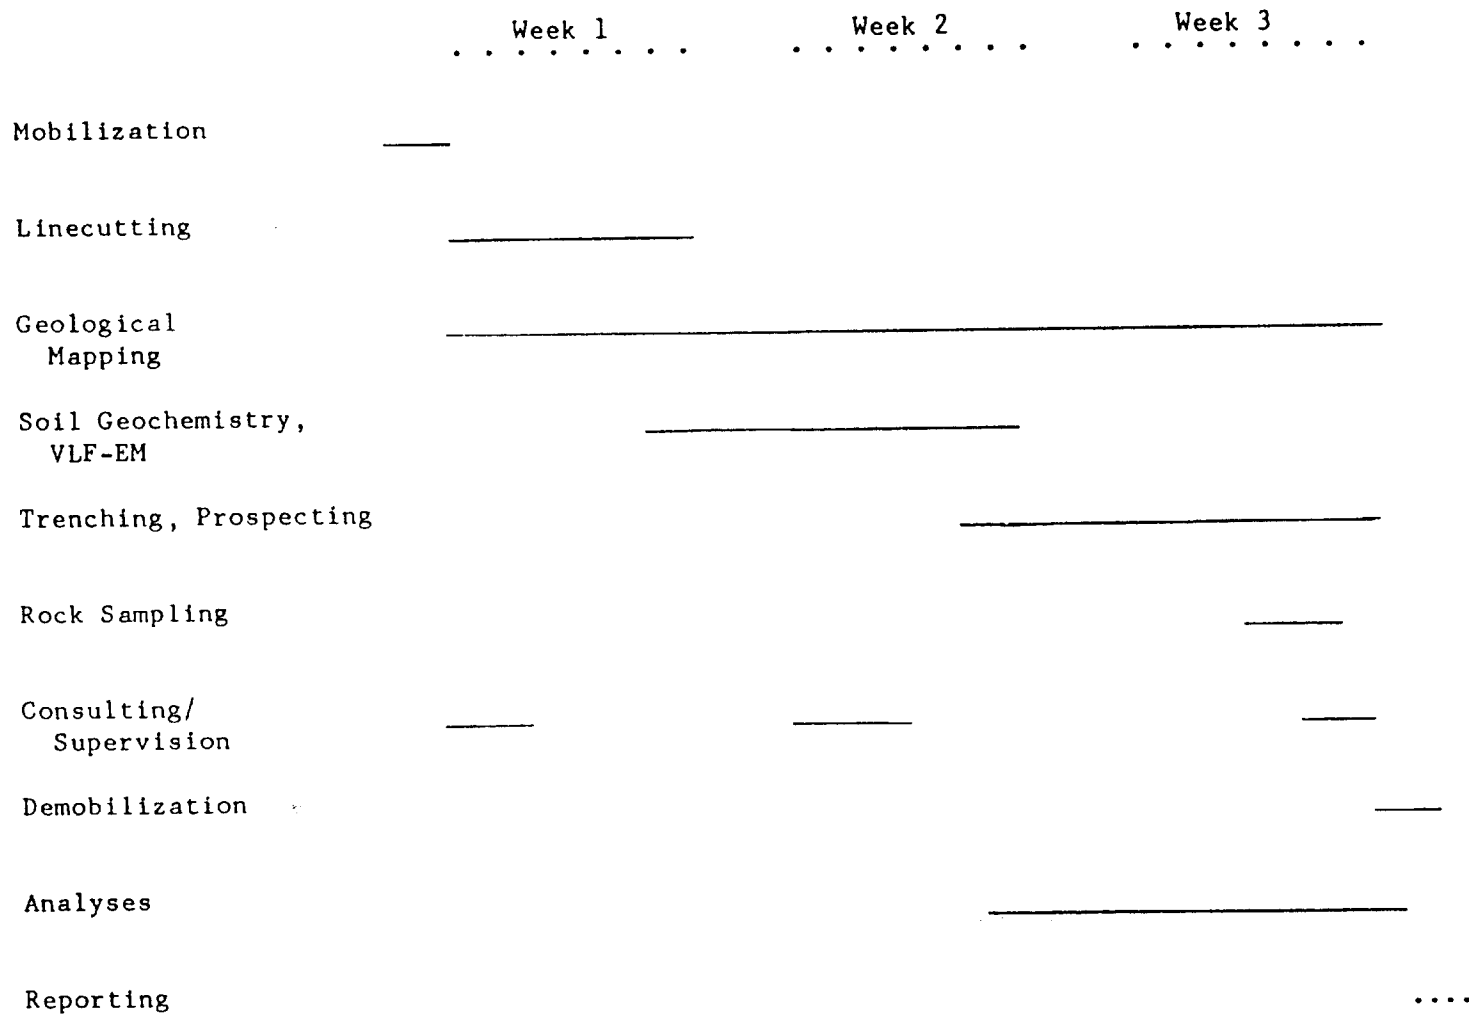 Week 1 Week 2 Week 3
Mobilization
Linecutting
Geological
Mapping
Soil Geochemistry,
VLF-EM
Trenching, Prospecting
Rock Sampling
Consulting/
Supervision
Demobilization
Analyses
Reporting